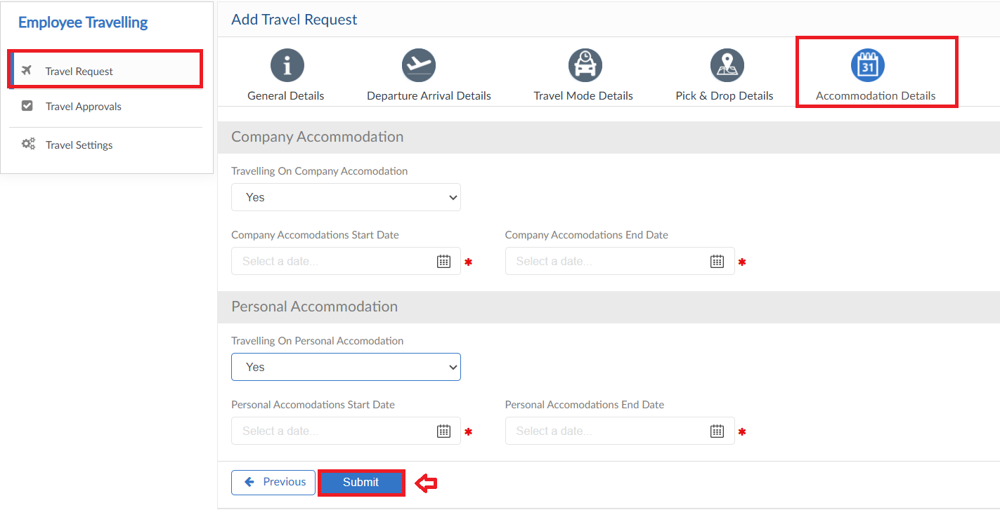 Employee Travelling
Travel Request
Travel Approvals
Travel Settings
Add Travel Request
General Details
Departure Arrival Details
Travel Mode Details
Pick & Drop Details
31
Accommodation Details
Company Accommodation
Travelling On Company Accomodation
Yes
Company Accomodations Start Date
Company Accomodations End Date
Select a date...
*
Select a date...
*
Personal Accommodation
Travelling On Personal Accomodation
Yes
Personal Accomodations Start Date
Personal Accomodations End Date
Select a date...
*
Select a date...
*
Previous
Submit